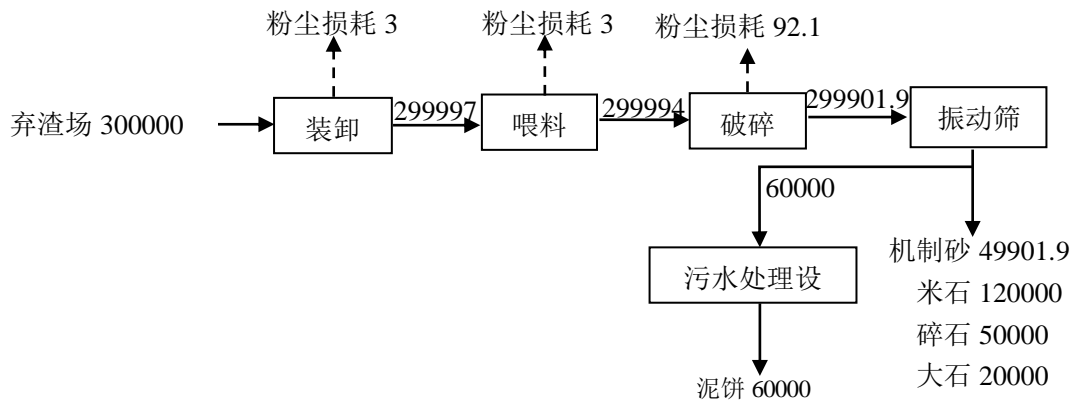 粉尘损耗 3
粉尘损耗 3
粉尘损耗 92.1
弃渣场 300000
装卸
299997
喂料
299994
破碎
299901.9
振动筛
60000
污水处理设
机制砂 49901.9
米石 120000
碎石 50000
大石 20000
泥饼 60000